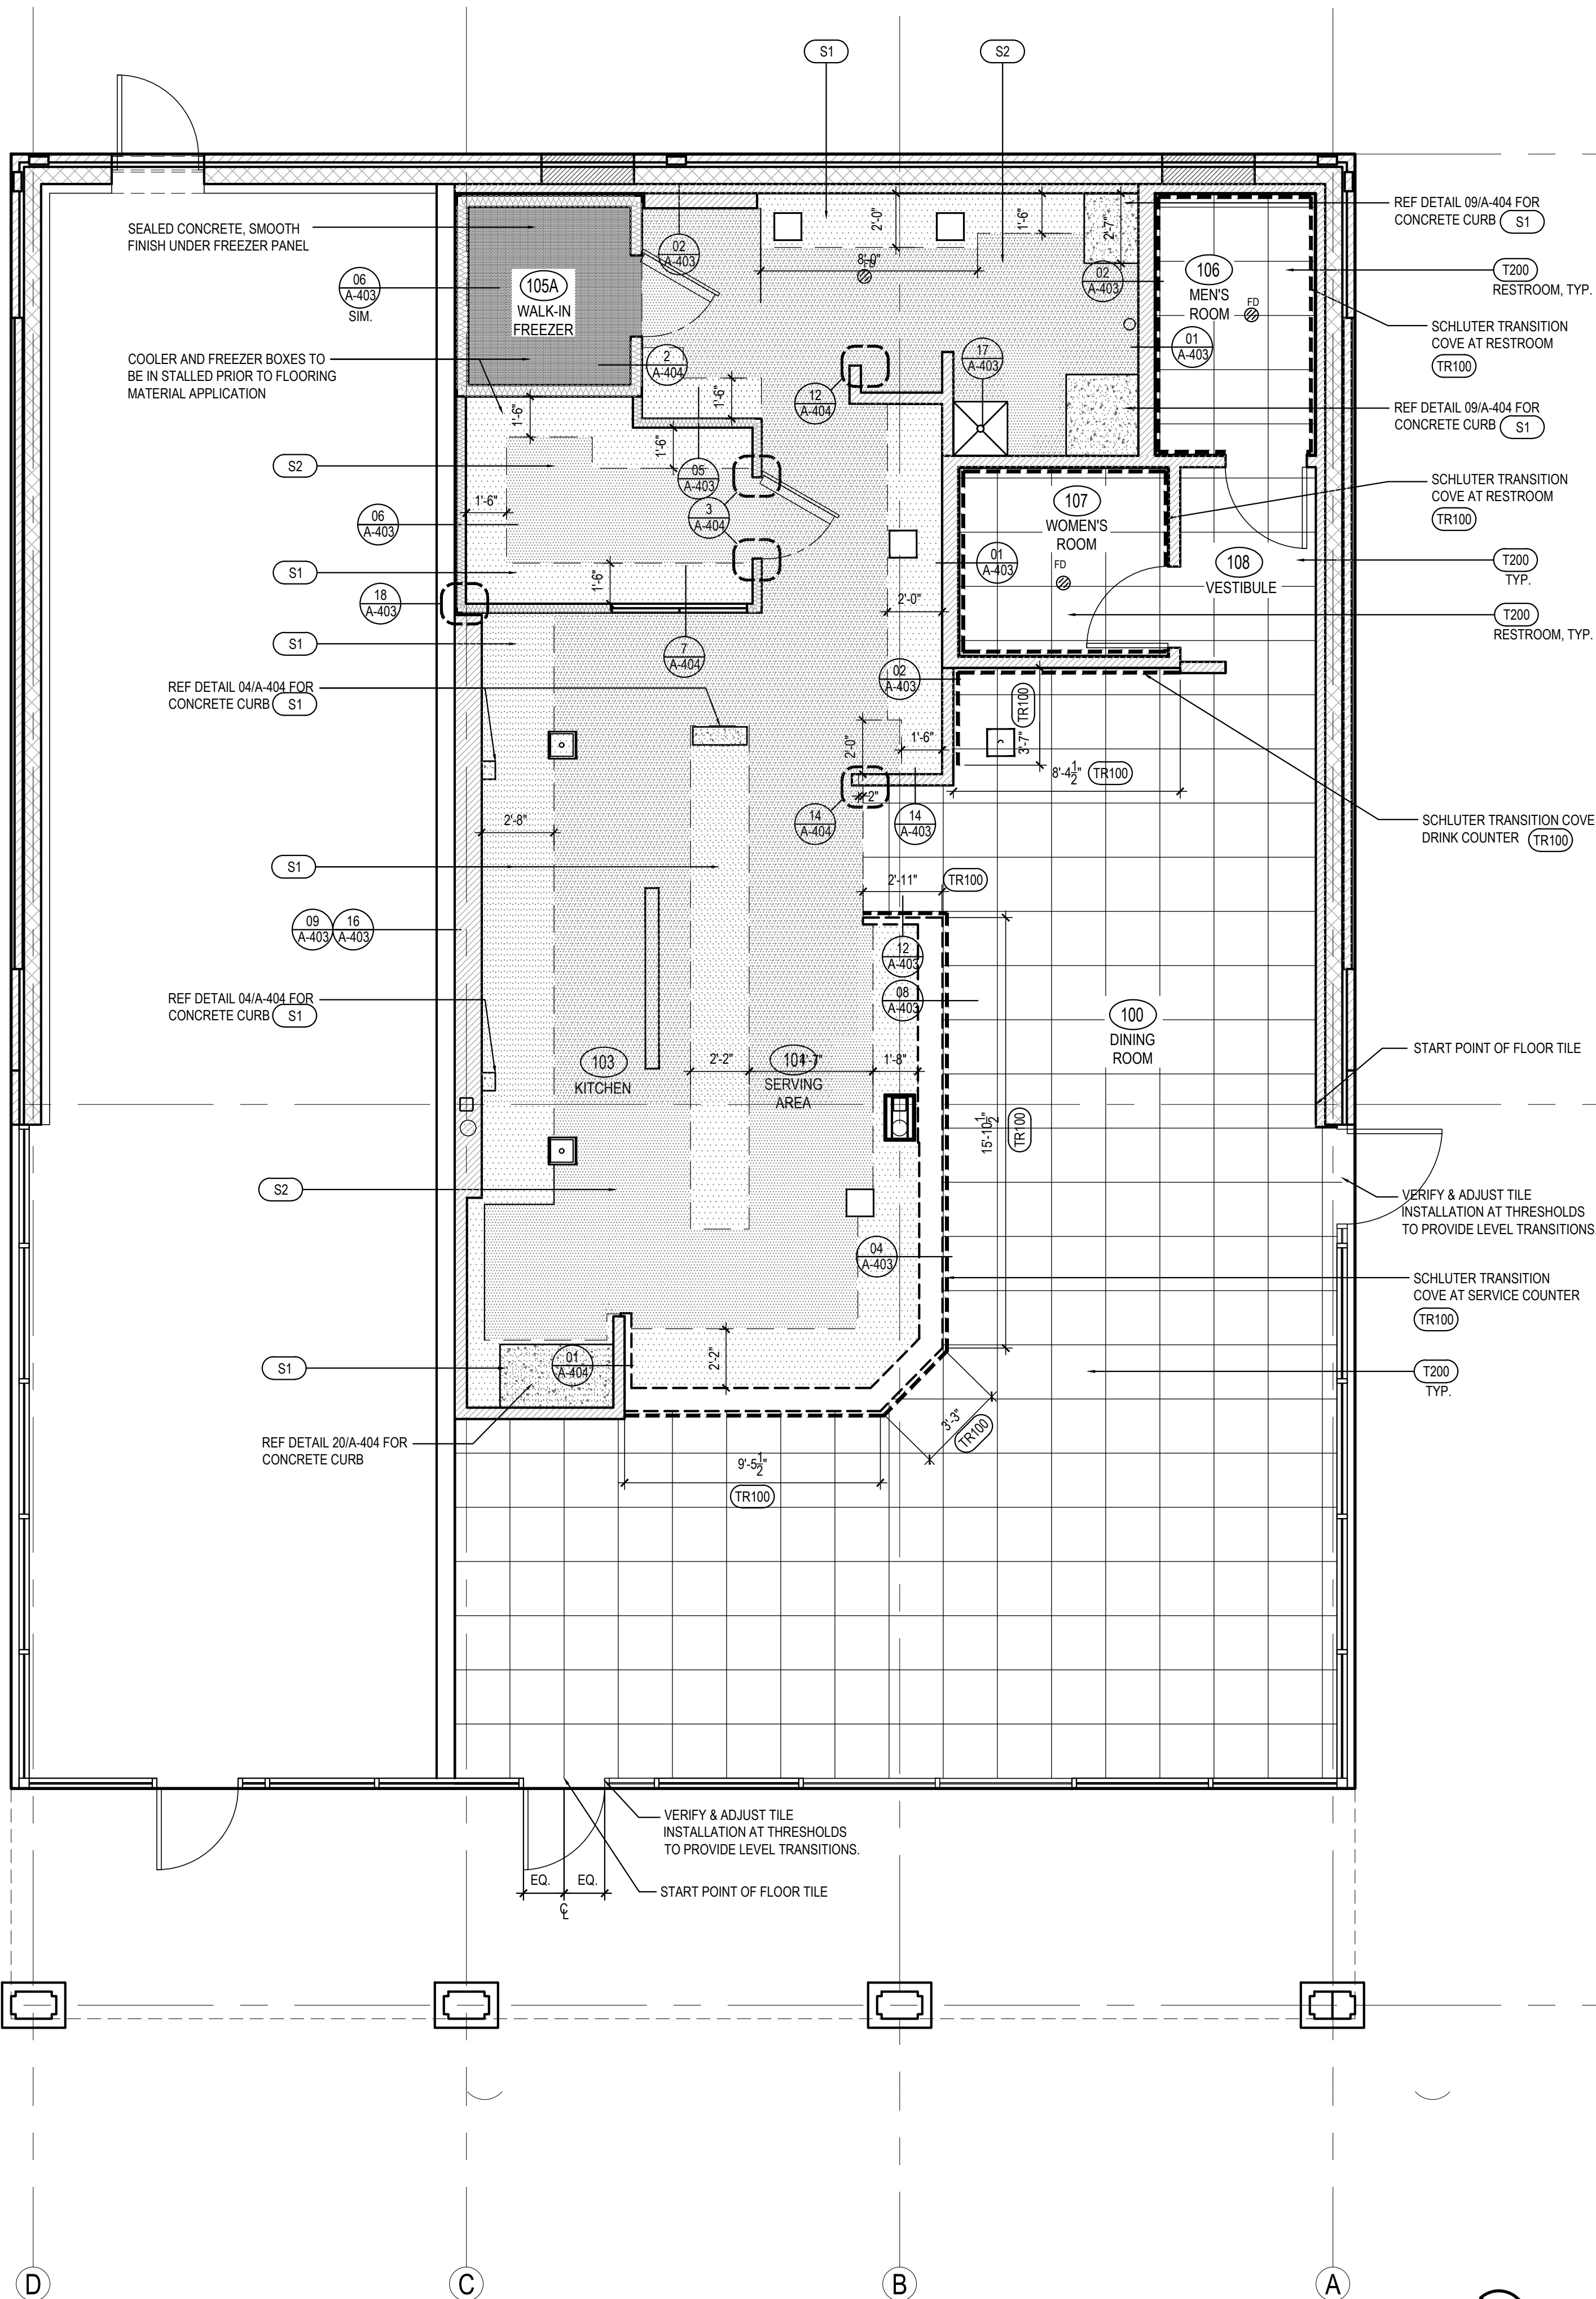 S1
S2
SEALED CONCRETE, SMOOTH
FINISH UNDER FREEZER PANEL
06
A-403
SIM.
COOLER AND FREEZER BOXES TO
BE IN STALLED PRIOR TO FLOORING
MATERIAL APPLICATION
105A
WALK-IN
FREEZER
02
A-403
2
A-404
2'-0"
1'-6"
2'-7"
8'-0"
FD
02
A-403
106
MEN'S
ROOM
FD
01
A-403
REF DETAIL 09/A-404 FOR
CONCRETE CURB S1
T200
RESTROOM, TYP.
SCHLUTER TRANSITION
COVE AT RESTROOM
TR100
REF DETAIL 09/A-404 FOR
CONCRETE CURB S1
17
A-403
12
A-404
1'-6"
1'-6"
1'-6"
S2
1'-6"
05
A-403
3
A-404
06
A-403
S1
1'-6"
18
A-403
S1
7
A-404
107
WOMEN'S
ROOM
FD
01
A-403
108
VESTIBULE
SCHLUTER TRANSITION
COVE AT RESTROOM
TR100
T200
TYP.
T200
RESTROOM, TYP.
2'-0"
02
A-403
REF DETAIL 04/A-404 FOR
CONCRETE CURB S1
TR100
3'-7"
8'-4 1/2" TR100
2'-0"
1'-6"
2"
14
A-404
14
A-403
SCHLUTER TRANSITION COVE
DRINK COUNTER TR100
2'-8"
S1
2'-11" TR100
09
A-403
16
A-403
12
A-403
08
A-403
REF DETAIL 04/A-404 FOR
CONCRETE CURB S1
103
KITCHEN
2'-2"
SERVING
AREA
1'-8"
100
DINING
ROOM
15'-10 1/2"
TR100
START POINT OF FLOOR TILE
S2
VERIFY & ADJUST TILE
INSTALLATION AT THRESHOLDS
TO PROVIDE LEVEL TRANSITIONS.
04
A-403
SCHLUTER TRANSITION
COVE AT SERVICE COUNTER
TR100
S1
01
A-404
2'-2"
T200
TYP.
3'-3"
TR100
REF DETAIL 20/A-404 FOR
CONCRETE CURB
9'-5 1/2"
TR100
VERIFY & ADJUST TILE
INSTALLATION AT THRESHOLDS
TO PROVIDE LEVEL TRANSITIONS.
EQ.
EQ.
START POINT OF FLOOR TILE
D
C
B
A